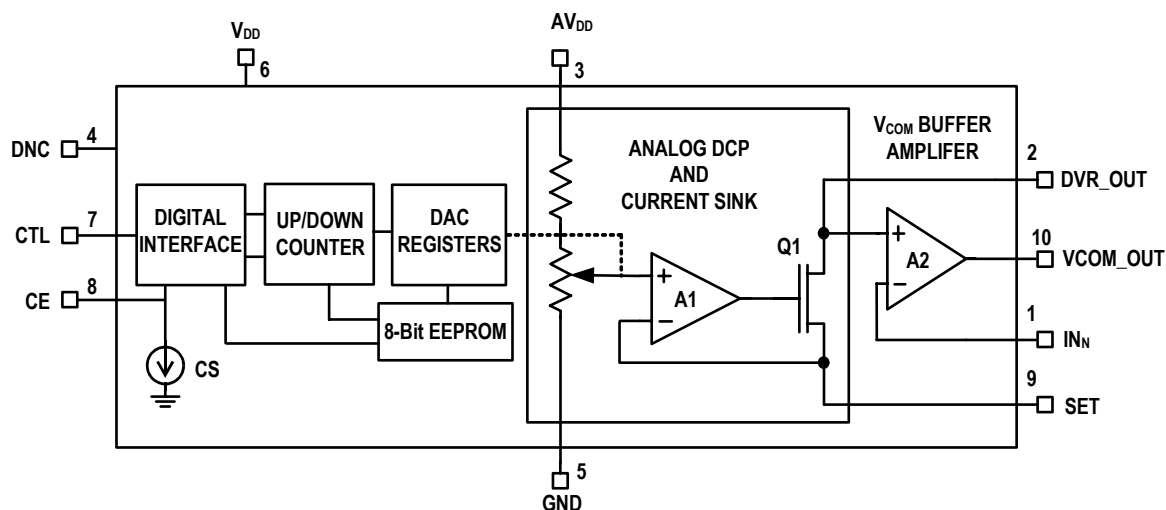 VDD
6
AVDD
3
4
DNC
ANALOG DCP
AND
CURRENT SINK
VCOM BUFFER
AMPLIFER
2
DVR_OUT
7
CTL
DIGITAL
INTERFACE
UP/DOWN
COUNTER
DAC
REGISTERS
Q1
+
A2
−
10
VCOM_OUT
8
CE
+
A1
−
1
INN
8-Bit EEPROM
CS
9
SET
5
GND